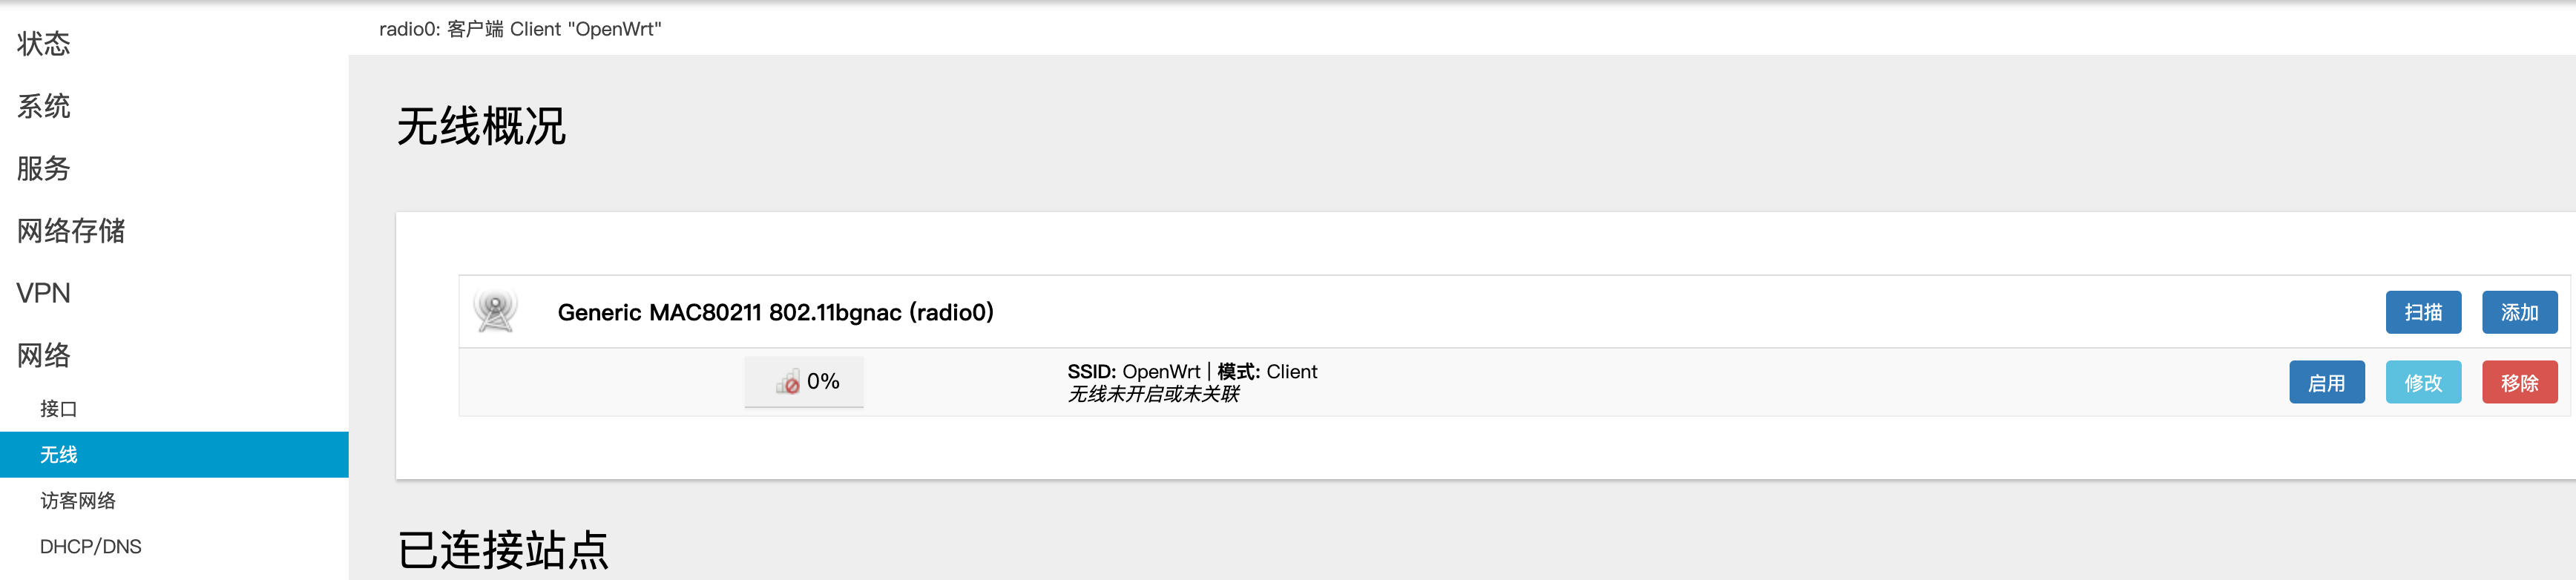 radio0: 客户端 Client "OpenWrt"
状态
系统
服务
网络存储
VPN
网络
接口
无线
访客网络
DHCP/DNS
无线概况
Generic MAC80211 802.11bgnac (radio0)
扫描
添加
0%
SSID: OpenWrt | 模式: Client
无线未开启或未关联
启用
修改
移除
已连接站点